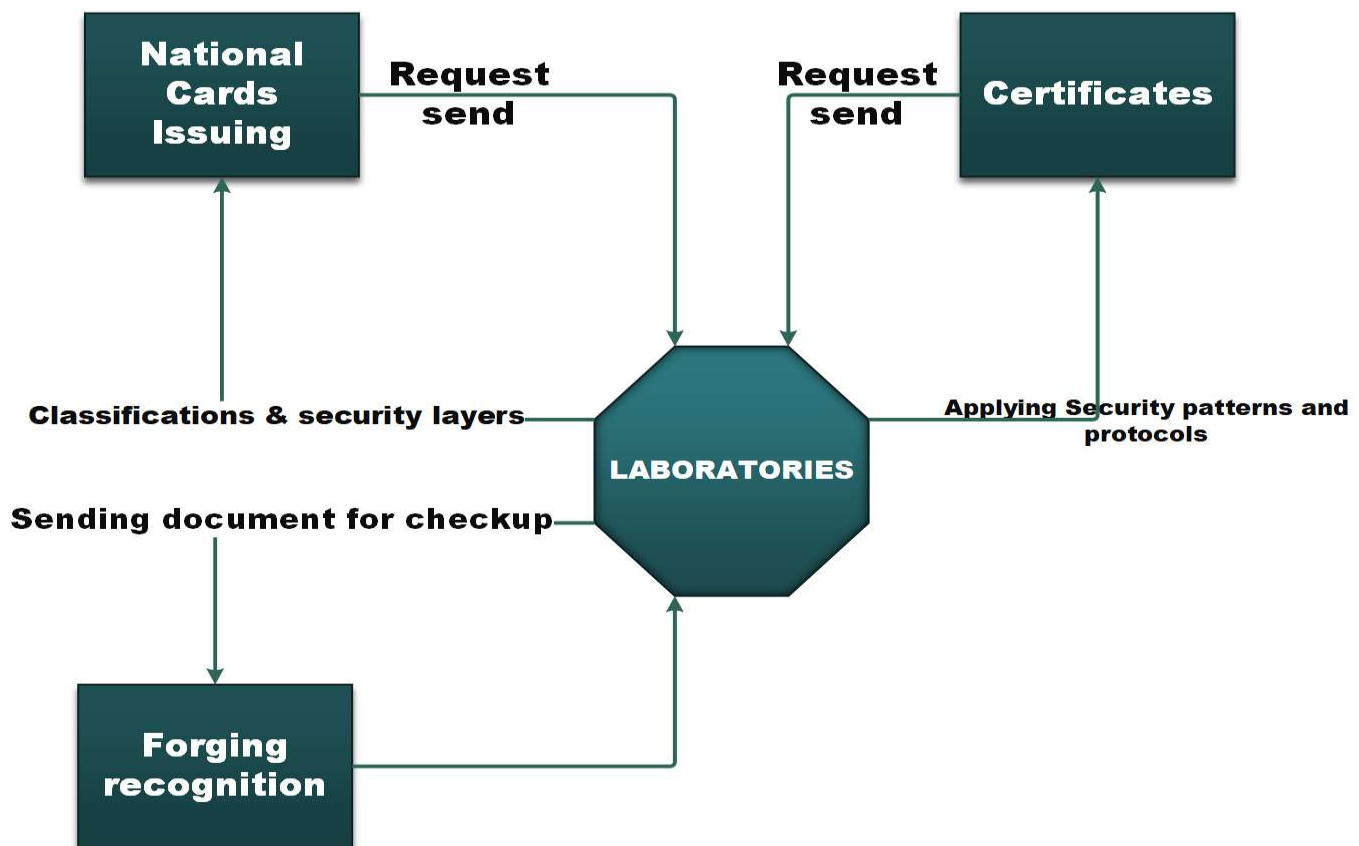 National
Cards
Issuing
Request
send
Request
send
Certificates
Classifications & security layers
Applying Security patterns and
protocols
LABORATORIES
Sending document for checkup
Forging
recognition